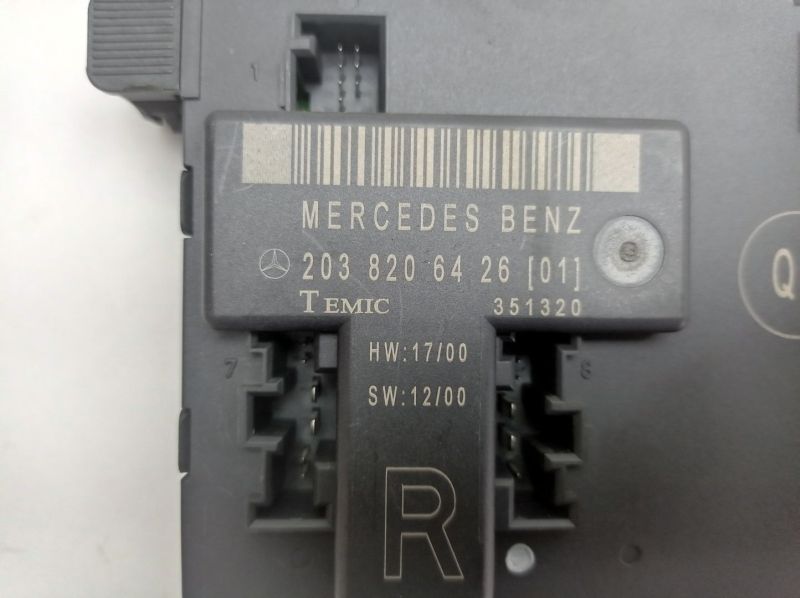 1
MERCEDES BENZ
203 820 64 26 [01]
TEMIC 351320
Q
HW:17/00
7 8
SW:12/00
R